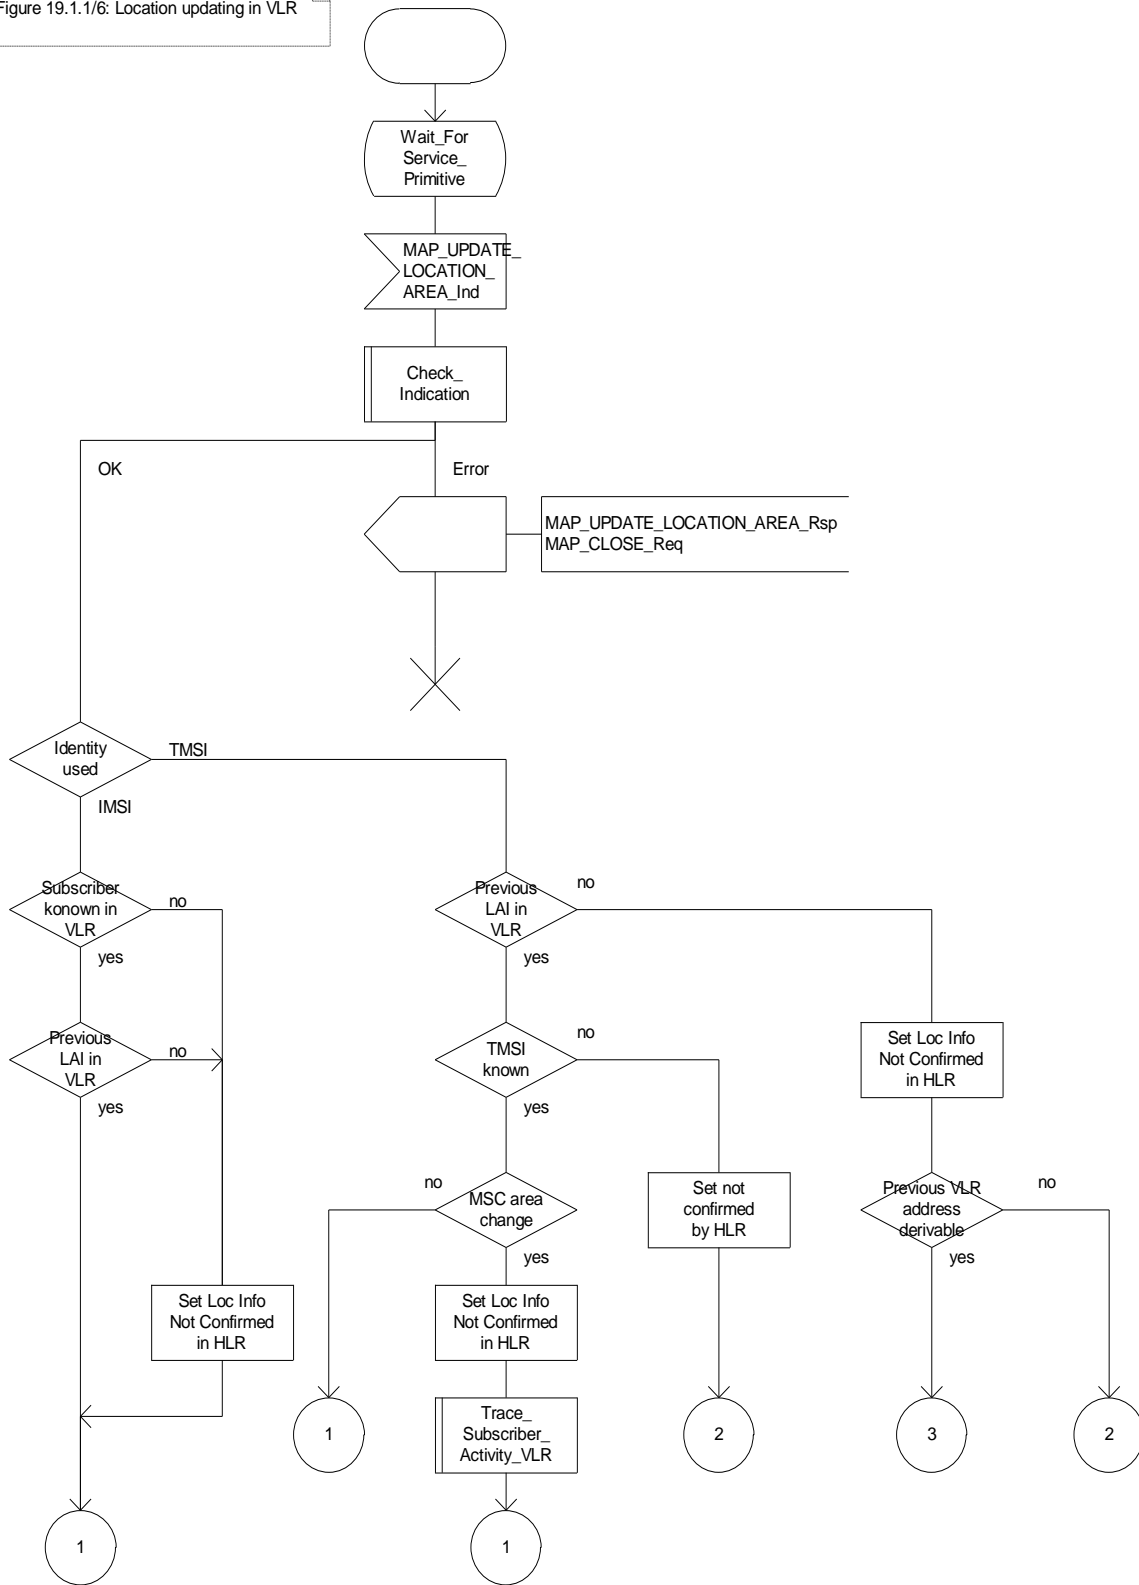 Figure 19.1.1/6: Location updating in VLR
Wait_For
Service_
Primitive
MAP_UPDATE_
LOCATION_
AREA_Ind
Check_
Indication
OK
Error
MAP_UPDATE_LOCATION_AREA_Rsp
MAP_CLOSE_Req
Identity
used
TMSI
IMSI
Subscriber
konown in
VLR
no
yes
Previous
LAI in
VLR
no
yes
Previous
LAI in
VLR
no
yes
TMSI
known
no
yes
Set Loc Info
Not Confirmed
in HLR
no
MSC area
change
yes
Set not
confirmed
by HLR
Previous VLR
address
derivable
no
yes
Set Loc Info
Not Confirmed
in HLR
Set Loc Info
Not Confirmed
in HLR
1
Trace_
Subscriber_
Activity_VLR
2
3
2
1
1